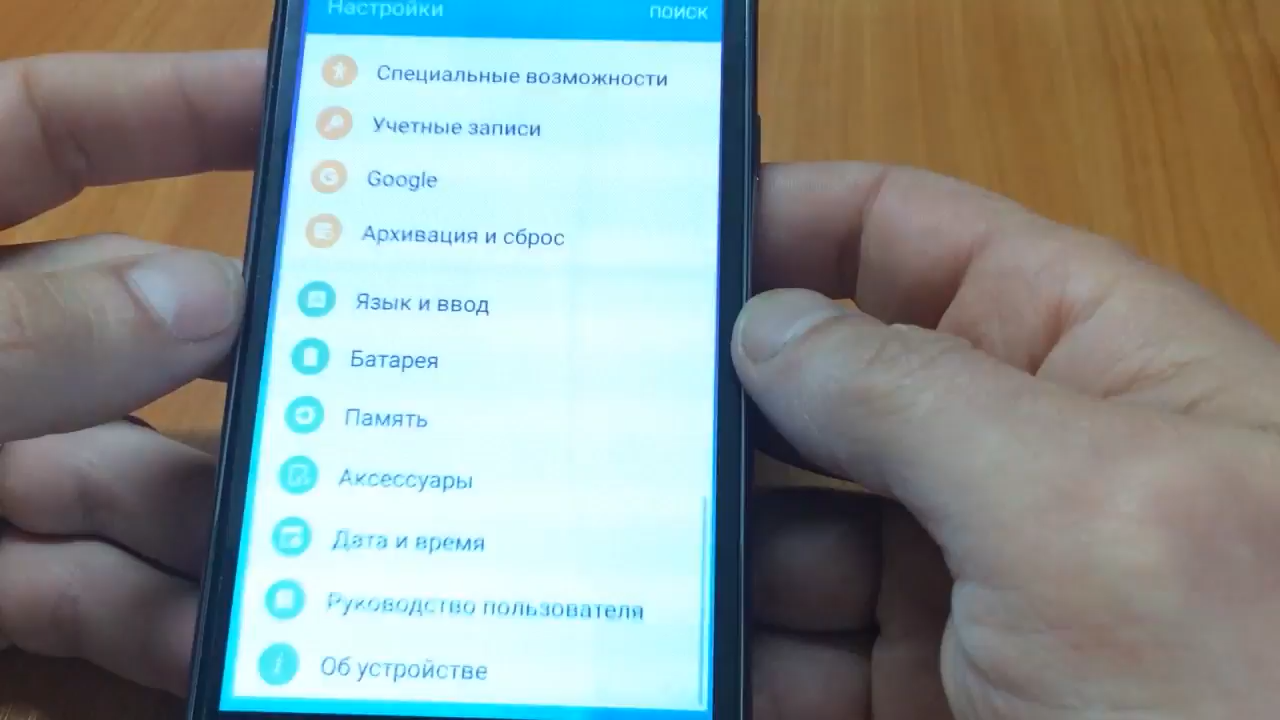 Настройки
ПОИСК
Специальные возможности
Учетные записи
Google
Архивация и сброс
Язык и ввод
Батарея
Память
Аксессуары
Дата и время
Руководство пользователя
Об устройстве